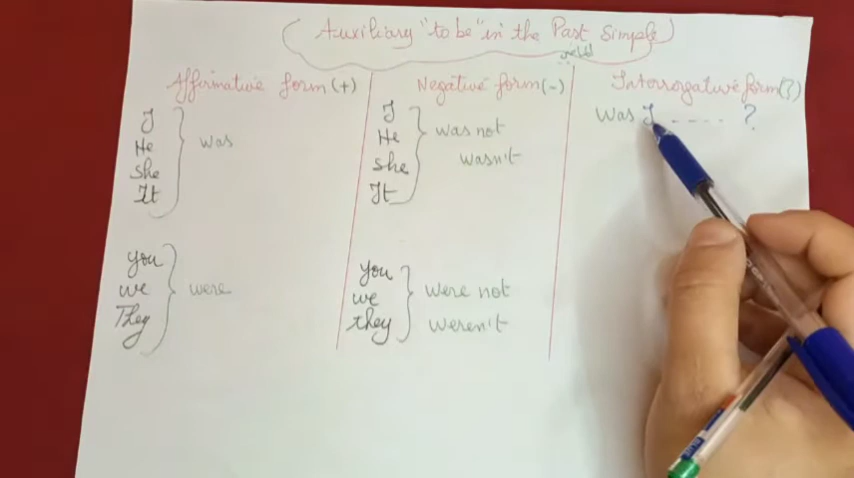 Auxiliary "to be" in the Past Simple
Affirmative form (+)
I
He
she
It
was
you
we
They
were
Negative form (-)
I
He
she
It
was not
wasn't
you
we
they
were not
weren't
Interrogative form (?)
Was I ..... ?